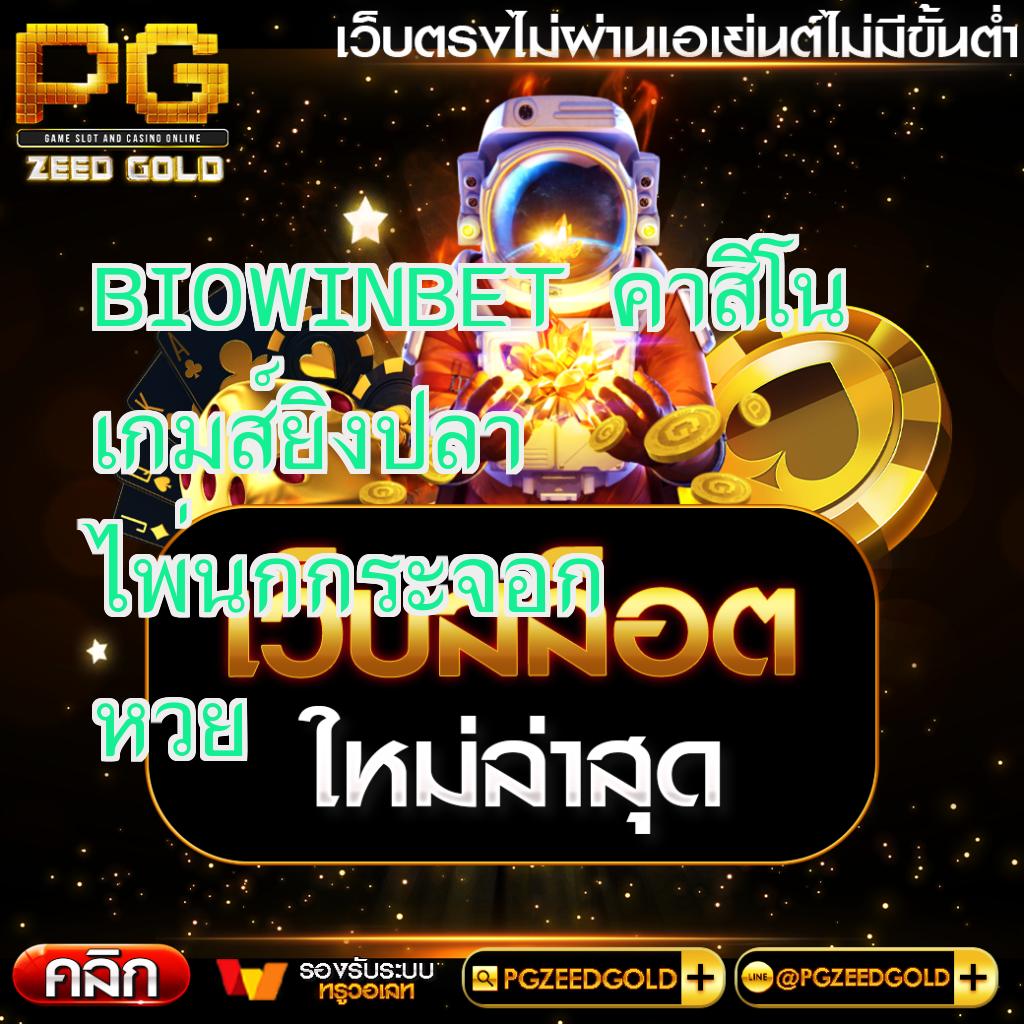 เว็บตรงไม่ผ่านเอเย่นต์ไม่มีขั้นต่ำ
PG
GAME SLOT AND CASINO ONLINE
ZEED GOLD
BIOWINBET คาสิโน
เกมส์ยิงปลา
ไพ่นกกระจอก
เว็บสล็อต
หวย
ใหม่ล่าสุด
คลิก
รองรับระบบ
ทรูวอเลท
PGZEEDGOLD +
LINE @PGZEEDGOLD +